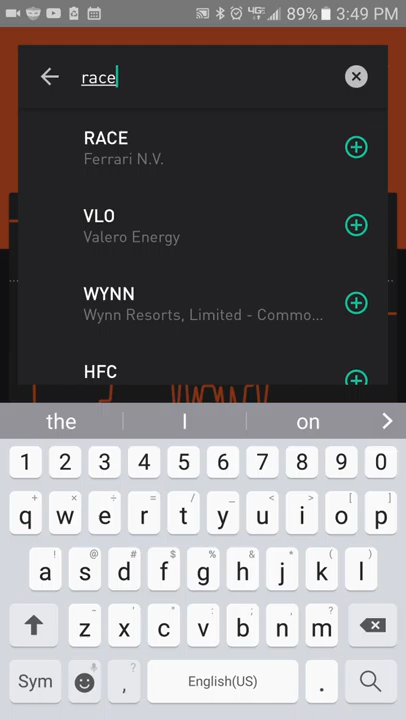 4G 89% 3:49 PM
race
RACE
Ferrari N.V.
VLO
Valero Energy
WYNN
Wynn Resorts, Limited - Commo...
HFC
the I on
1 2 3 4 5 6 7 8 9 0
+ × ÷ = / _ < > [ ]
q w e r t y u i o p
! @ # $ % ^ & * ( )
a s d f g h j k l
- ' " : ; , ?
z x c v b n m
Sym , English(US) .